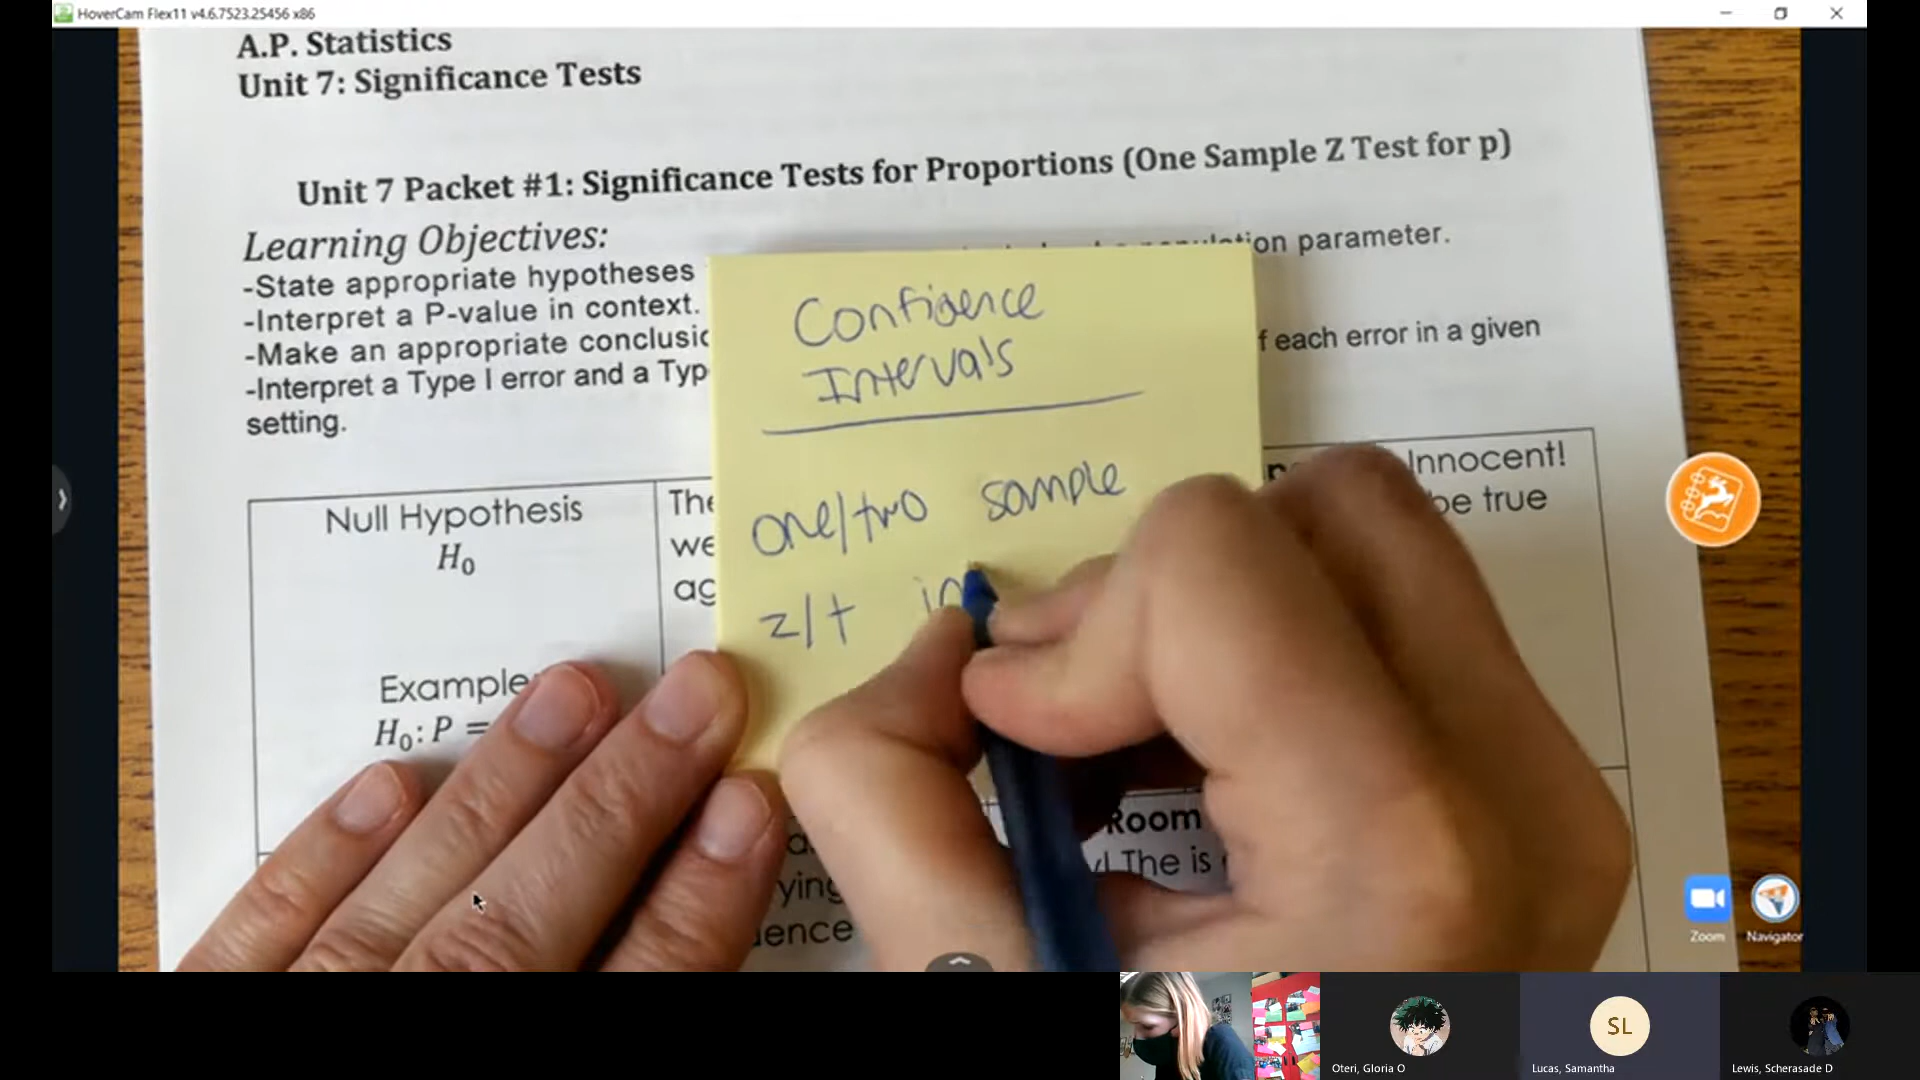 HoverCam Flex11 v4.6.7523.25456 x86
A.P. Statistics
Unit 7: Significance Tests
Unit 7 Packet #1: Significance Tests for Proportions (One Sample Z Test for p)
Learning Objectives:
-State appropriate hypotheses
on parameter.
-Interpret a P-value in context.
-Make an appropriate
f each error in a given
-Interpret a Type I error and a Typ
setting.
Confidence
Intervals
one/two sample
z/t in
Null Hypothesis
H₀
The
we
ag
Innocent!
be true
Example
H₀: P =
Room
The is
ying
ence
Zoom
Navigator
SL
Oteri, Gloria O
Lucas, Samantha
Lewis, Scherasade D